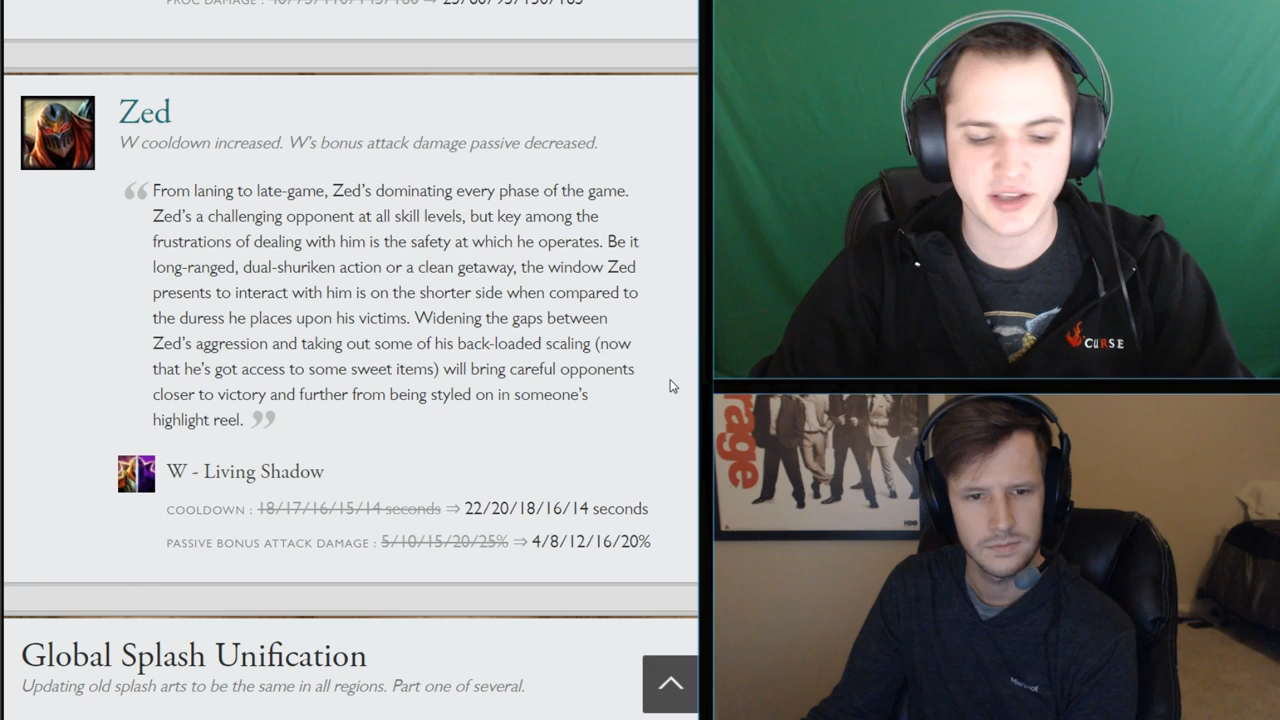 Zed
W cooldown increased. W's bonus attack damage passive decreased.
“ From laning to late-game, Zed's dominating every phase of the game.
Zed's a challenging opponent at all skill levels, but key among the
frustrations of dealing with him is the safety at which he operates. Be it
long-ranged, dual-shuriken action or a clean getaway, the window Zed
presents to interact with him is on the shorter side when compared to
the duress he places upon his victims. Widening the gaps between
Zed's aggression and taking out some of his back-loaded scaling (now
that he's got access to some sweet items) will bring careful opponents
closer to victory and further from being styled on in someone's
highlight reel. ”
W - Living Shadow
COOLDOWN : 18/17/16/15/14 seconds ⇒ 22/20/18/16/14 seconds
PASSIVE BONUS ATTACK DAMAGE : 5/10/15/20/25% ⇒ 4/8/12/16/20%
Global Splash Unification
Updating old splash arts to be the same in all regions. Part one of several.
CURSE
rage
HBO
Marmot